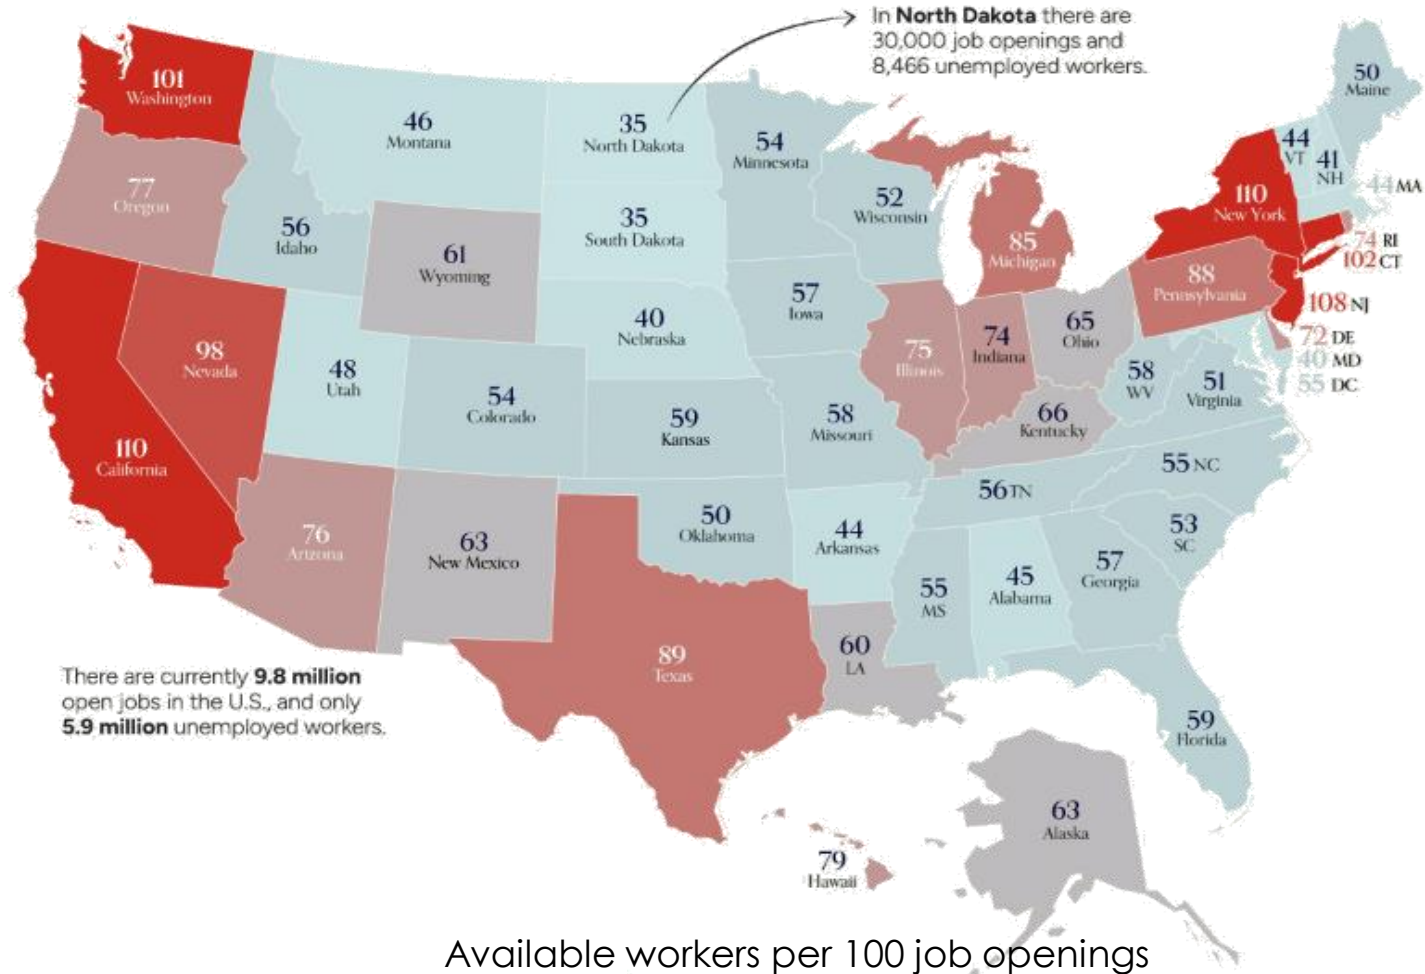 In North Dakota there are
30,000 job openings and
8,466 unemployed workers.
101
Washington
46
Montana
35
North Dakota
54
Minnesota
50
Maine
44
VT
41
NH
44 MA
77
Oregon
56
Idaho
61
Wyoming
35
South Dakota
52
Wisconsin
85
Michigan
110
New York
74 RI
102 CT
88
Pennsylvania
108 NJ
72 DE
40 MD
55 DC
98
Nevada
48
Utah
54
Colorado
40
Nebraska
57
Iowa
75
Illinois
74
Indiana
65
Ohio
58
WV
51
Virginia
110
California
59
Kansas
58
Missouri
66
Kentucky
55 NC
56 TN
53
SC
76
Arizona
63
New Mexico
50
Oklahoma
44
Arkansas
55
MS
45
Alabama
57
Georgia
89
Texas
60
LA
59
Florida
There are currently 9.8 million
open jobs in the U.S., and only
5.9 million unemployed workers.
63
Alaska
79
Hawaii
Available workers per 100 job openings